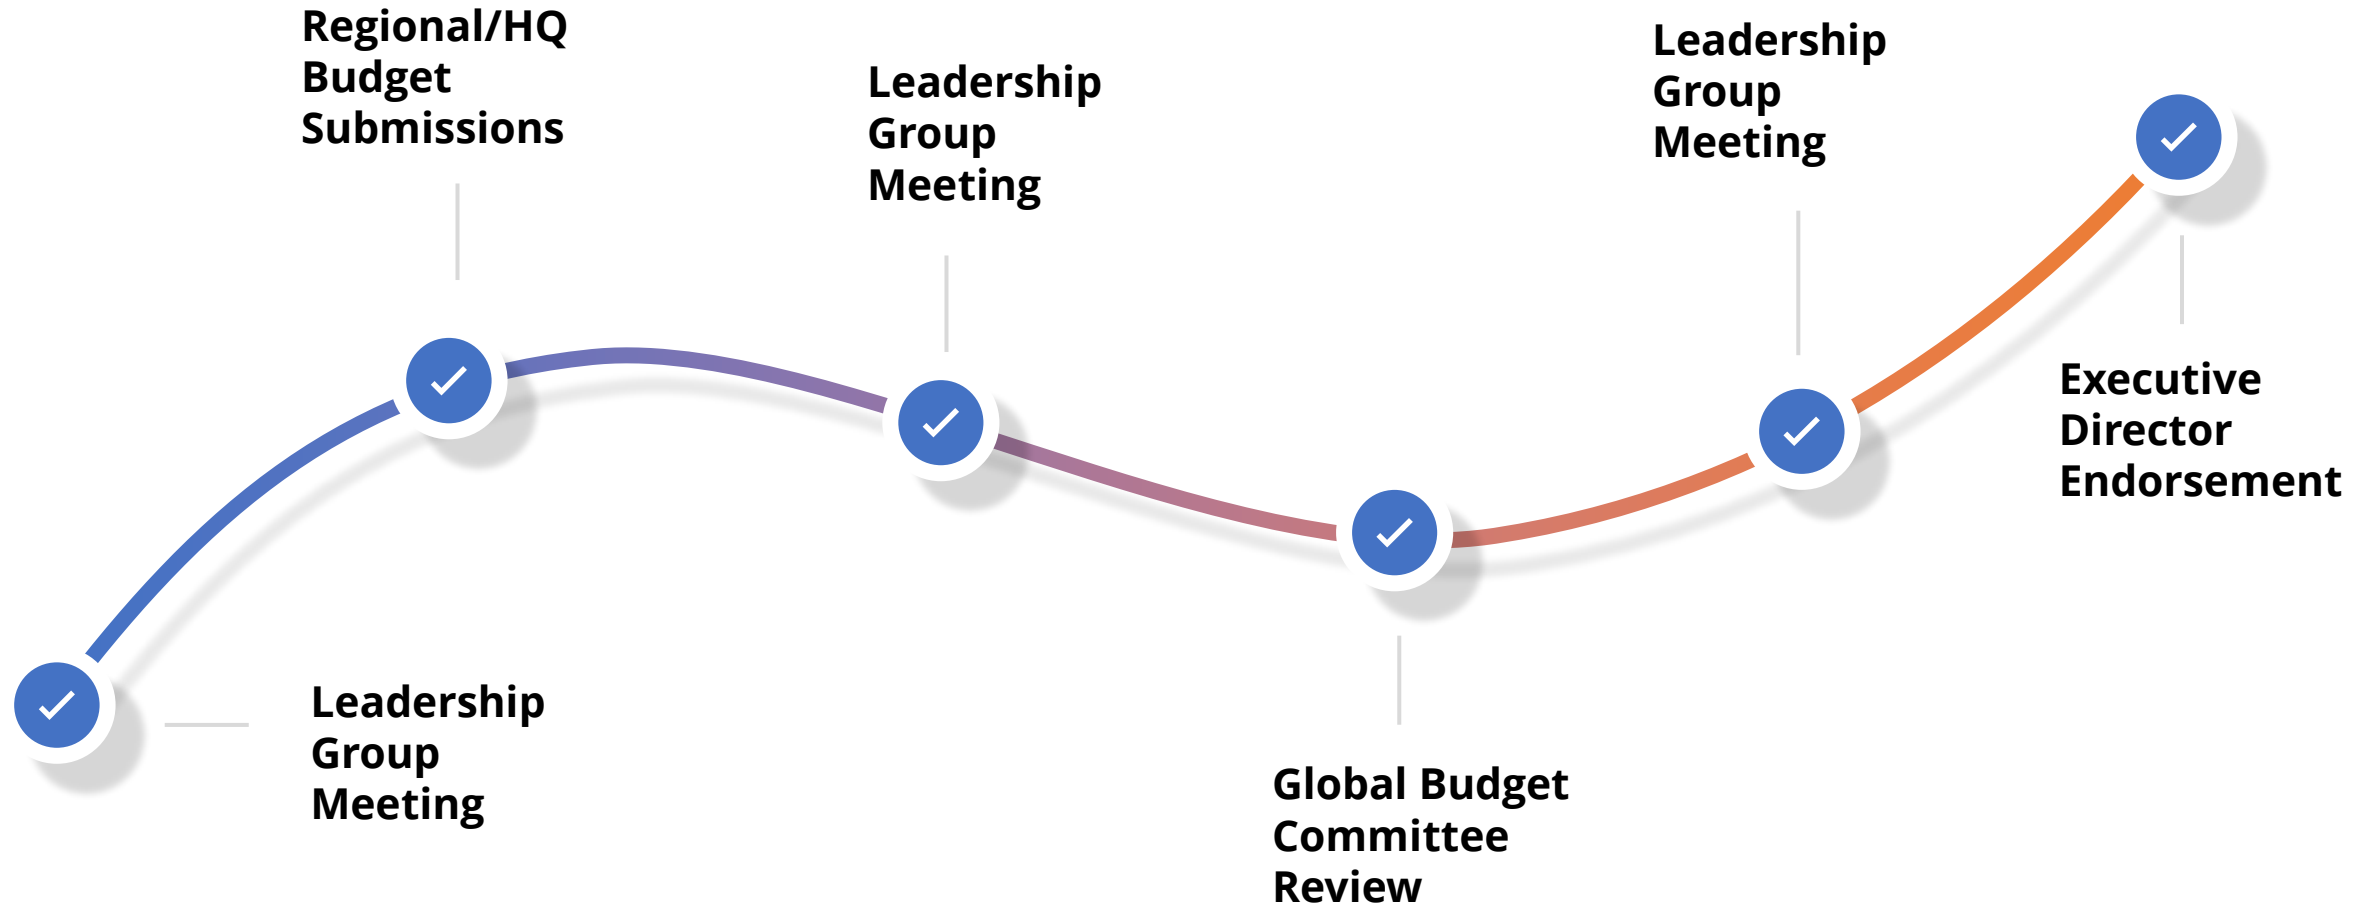 Regional/HQ
Budget
Submissions
Leadership
Group
Meeting
Leadership
Group
Meeting
Executive
Director
Endorsement
Leadership
Group
Meeting
Global Budget
Committee
Review